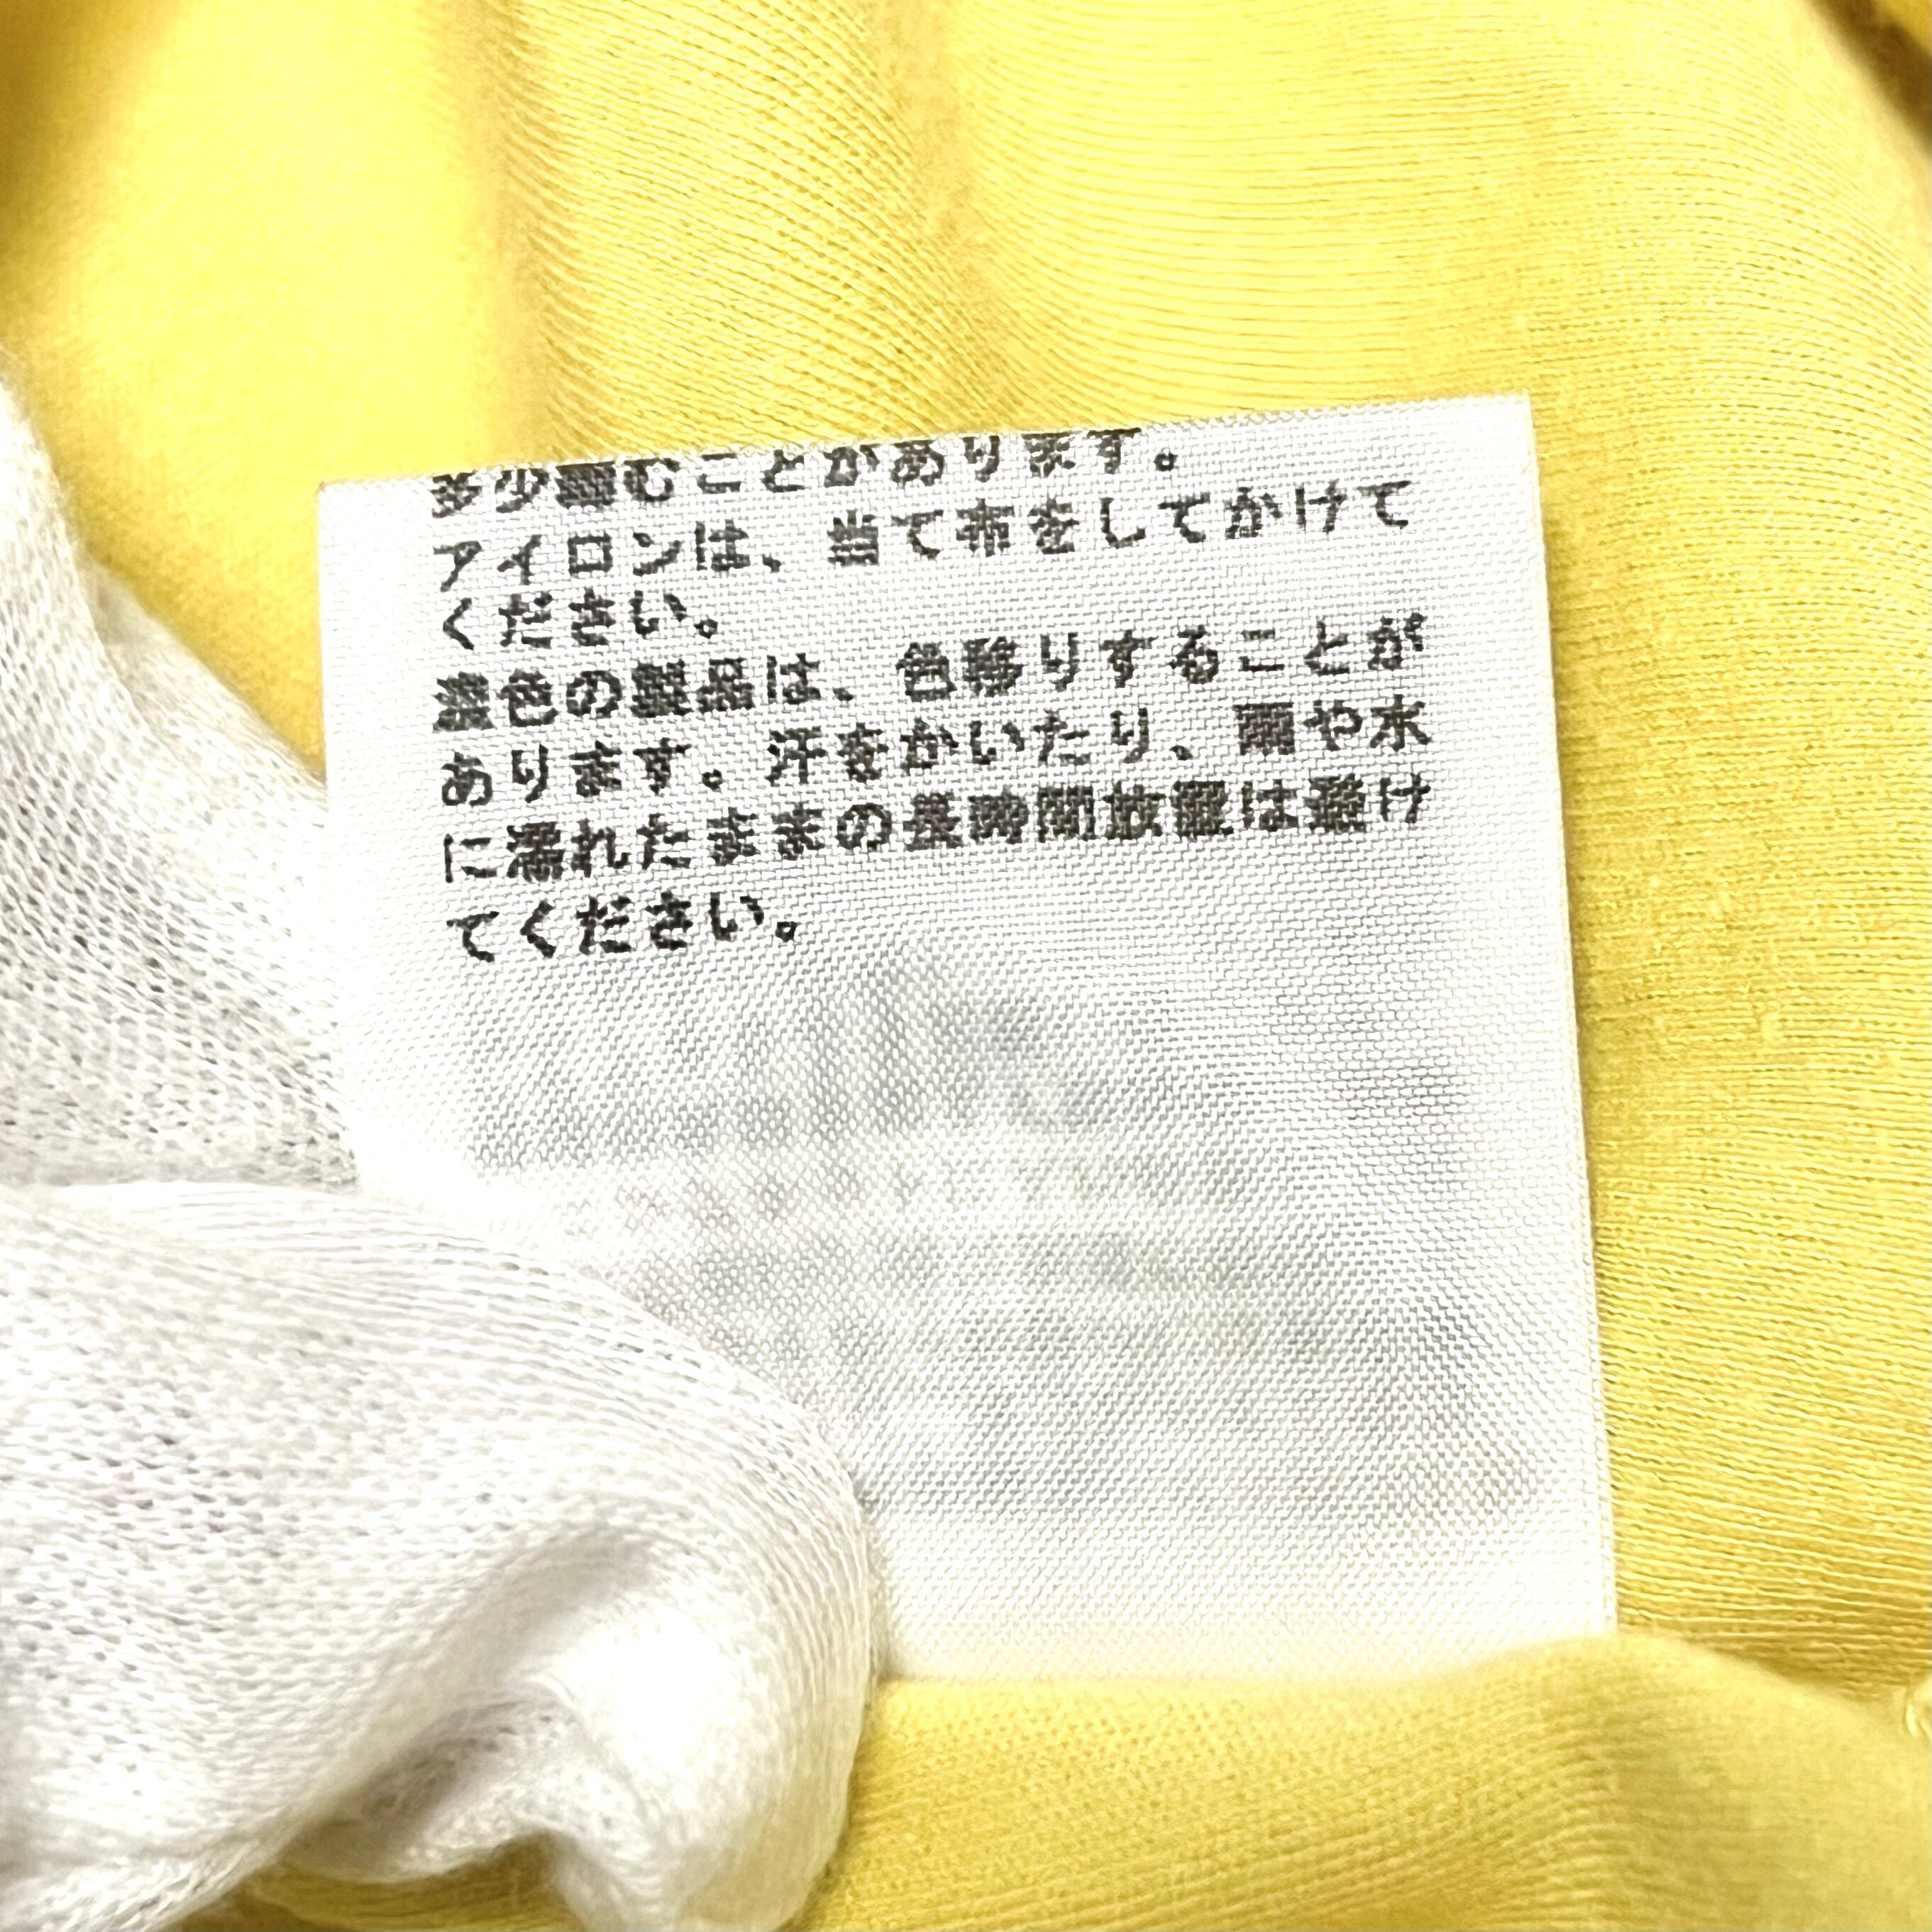 多少縮むことがあります。
アイロンは、当て布をしてかけて
ください。
濃色の製品は、色移りすることが
あります。汗をかいたり、雨や水
に濡れたままの長時間放置は避け
てください。